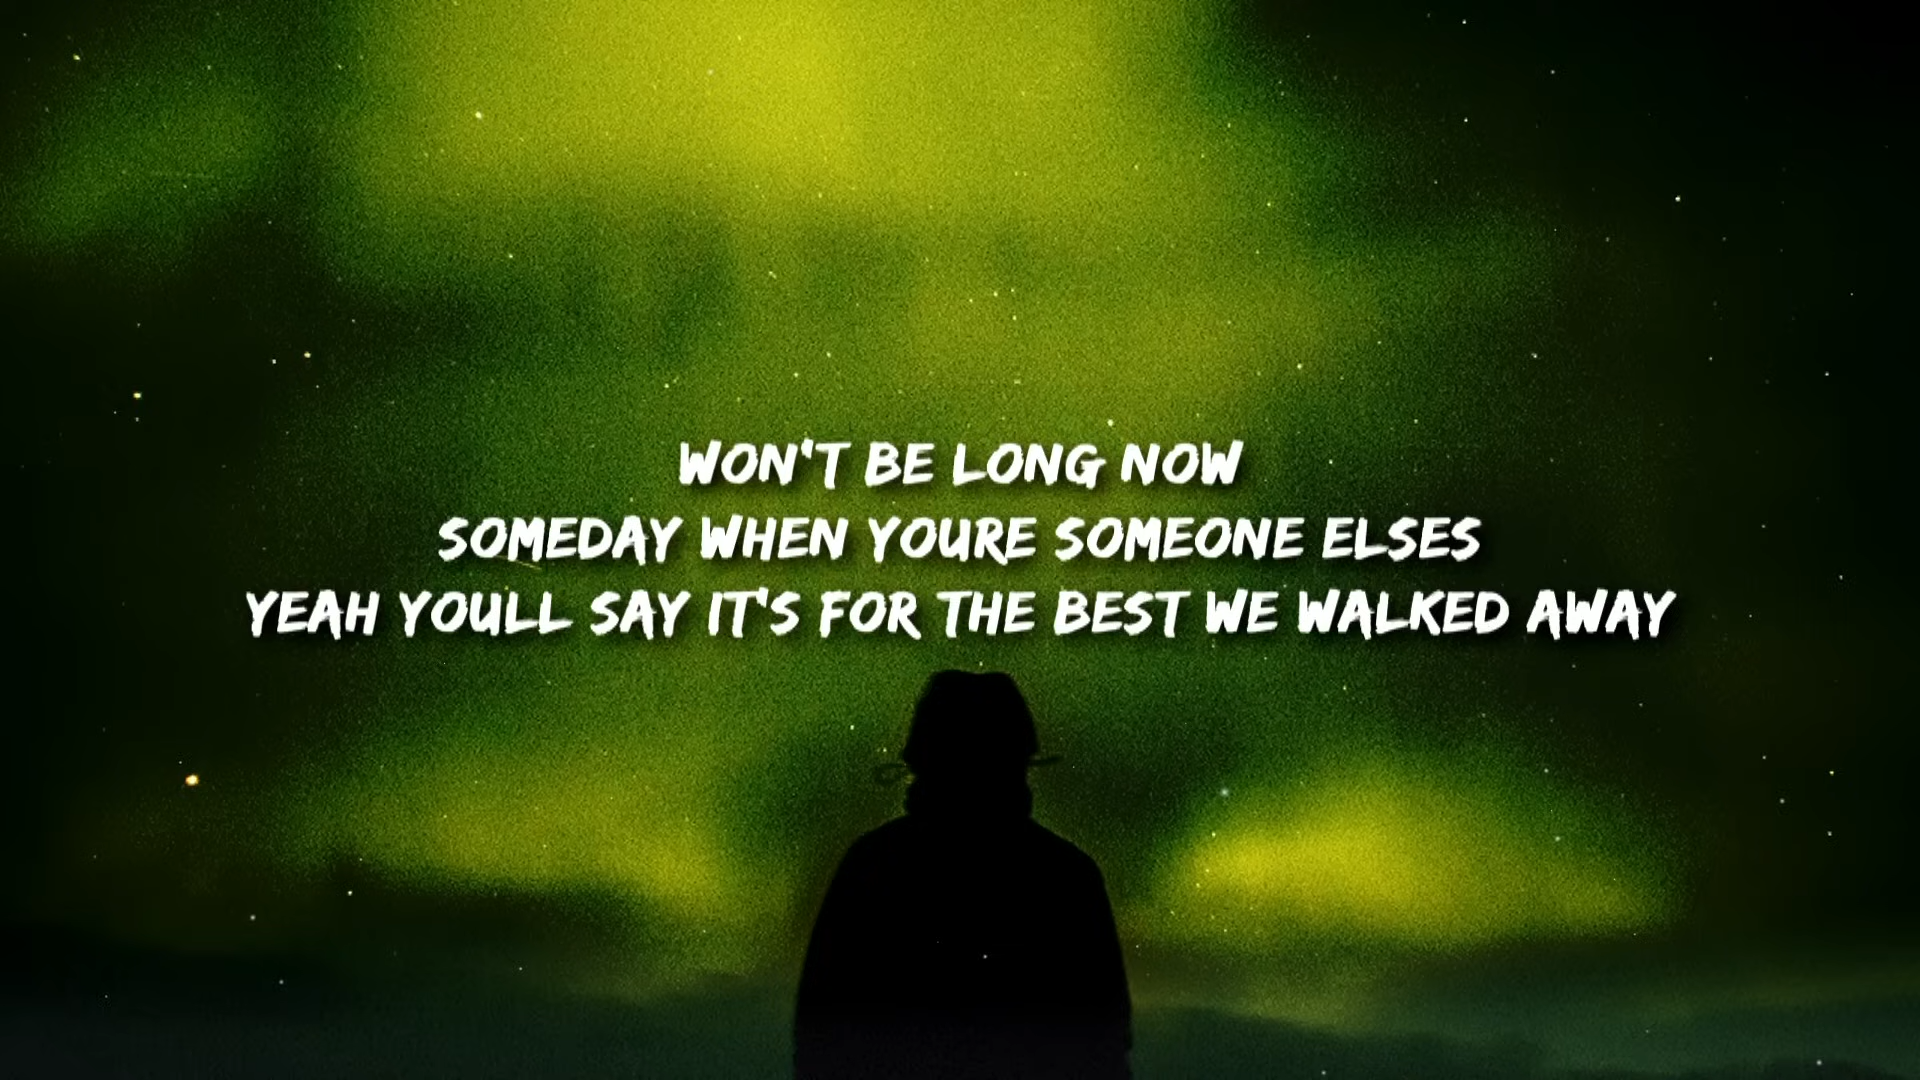 WON'T BE LONG NOW
SOMEDAY WHEN YOURE SOMEONE ELSES
YEAH YOULL SAY IT'S FOR THE BEST WE WALKED AWAY